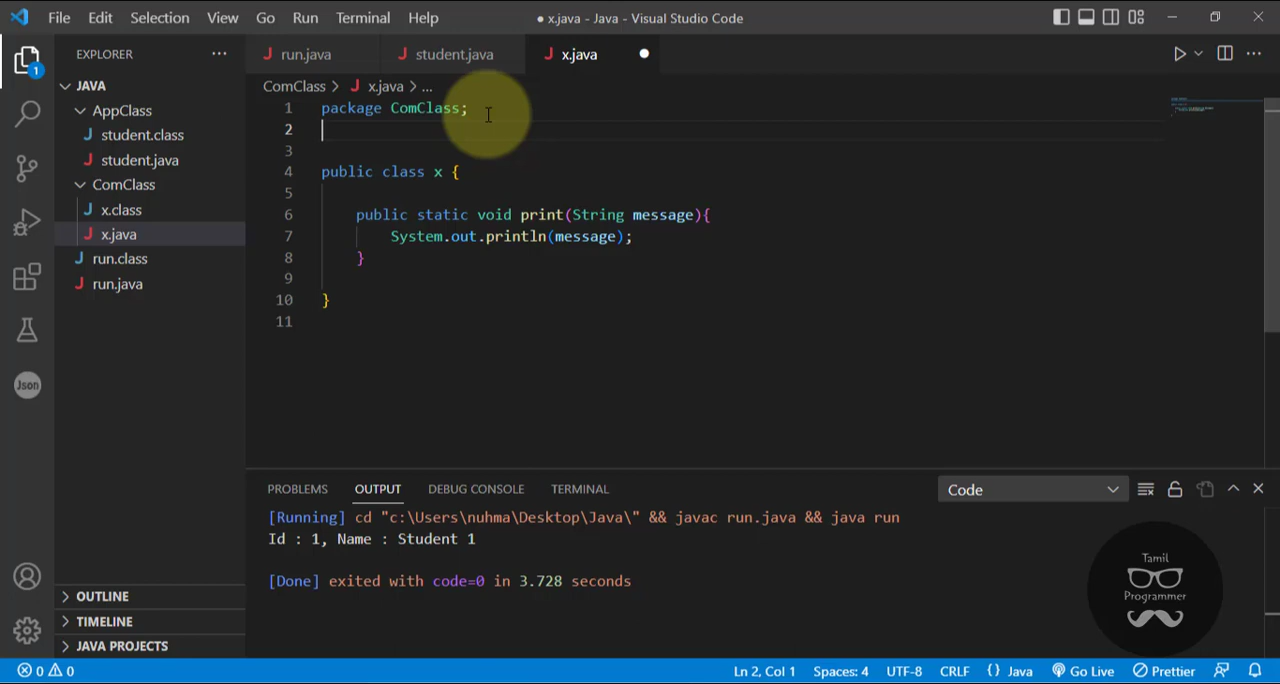 File Edit Selection View Go Run Terminal Help
● x.java - Java - Visual Studio Code
EXPLORER ...
J run.java
J student.java
J x.java
1
JAVA
AppClass
J student.class
J student.java
ComClass
J x.class
J x.java
J run.class
J run.java
Json
OUTLINE
TIMELINE
JAVA PROJECTS
ComClass > J x.java > ...
1 package ComClass;
2
3
4 public class x {
5
6 public static void print(String message){
7 System.out.println(message);
8 }
9
10 }
11
PROBLEMS OUTPUT DEBUG CONSOLE TERMINAL
Code
[Running] cd "c:\Users\nuhma\Desktop\Java\" && javac run.java && java run
Id : 1, Name : Student 1
[Done] exited with code=0 in 3.728 seconds
Tamil
Programmer
0 0
Ln 2, Col 1 Spaces: 4 UTF-8 CRLF {} Java Go Live Prettier